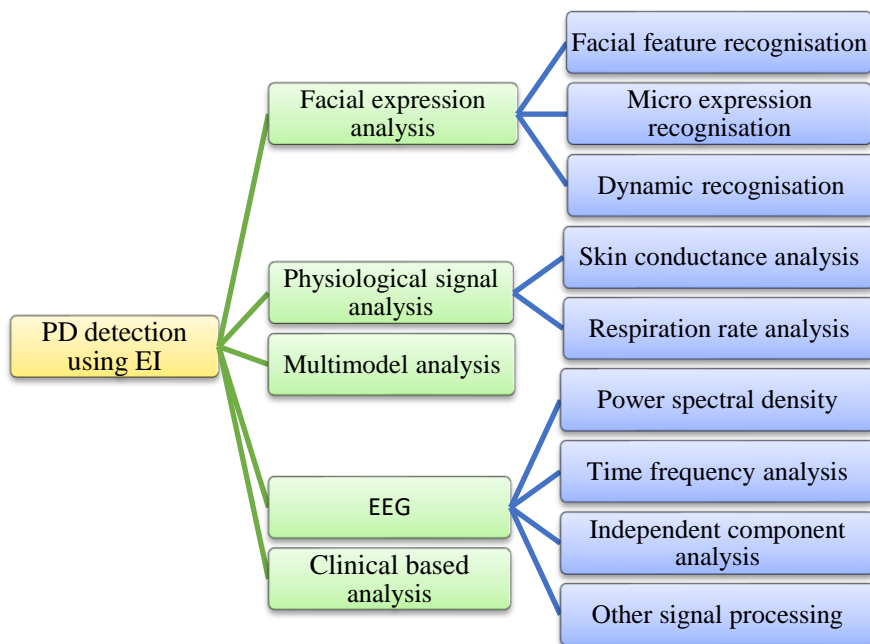 PD detection
using EI
Facial expression
analysis
Facial feature recognisation
Micro expression
recognisation
Dynamic recognisation
Physiological signal
analysis
Skin conductance analysis
Respiration rate analysis
Multimodel analysis
EEG
Power spectral density
Time frequency analysis
Independent component
analysis
Other signal processing
Clinical based
analysis